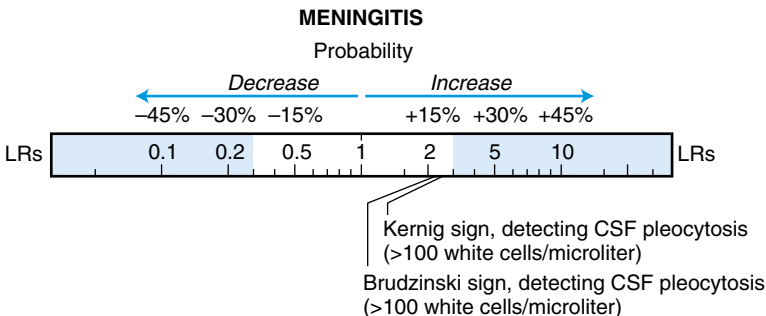 MENINGITIS
Probability
Decrease Increase
–45% –30% –15% +15% +30% +45%
LRs 0.1 0.2 0.5 1 2 5 10 LRs
Kernig sign, detecting CSF pleocytosis
(>100 white cells/microliter)
Brudzinski sign, detecting CSF pleocytosis
(>100 white cells/microliter)